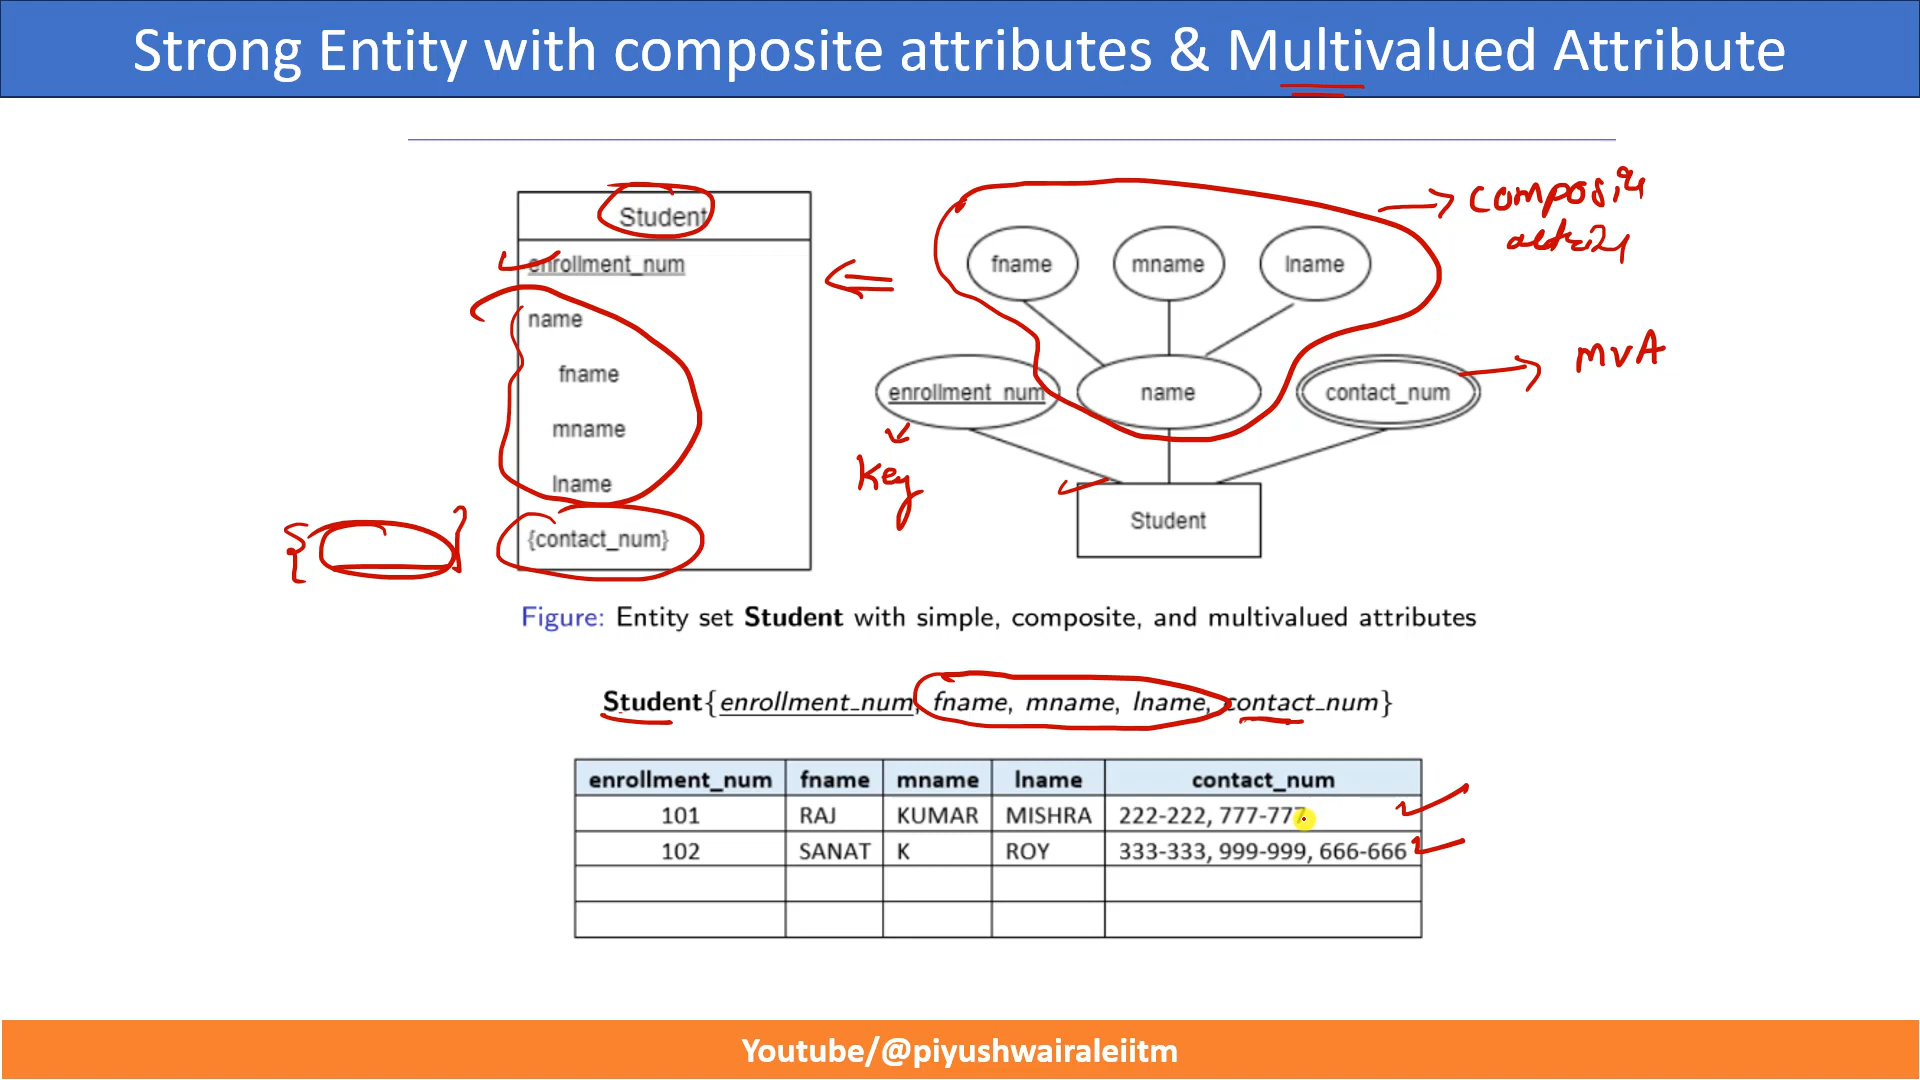 Strong Entity with composite attributes & Multivalued Attribute
Student
enrollment_num
name
fname
mname
lname
{contact_num}
fname
mname
lname
enrollment_num
name
contact_num
Student
Key
MVA
Figure: Entity set Student with simple, composite, and multivalued attributes
Student{enrollment_num, fname, mname, lname, contact_num}
enrollment_num fname mname lname contact_num
101 RAJ KUMAR MISHRA 222-222, 777-777
102 SANAT K ROY 333-333, 999-999, 666-666
Youtube/@piyushwairaleiitm